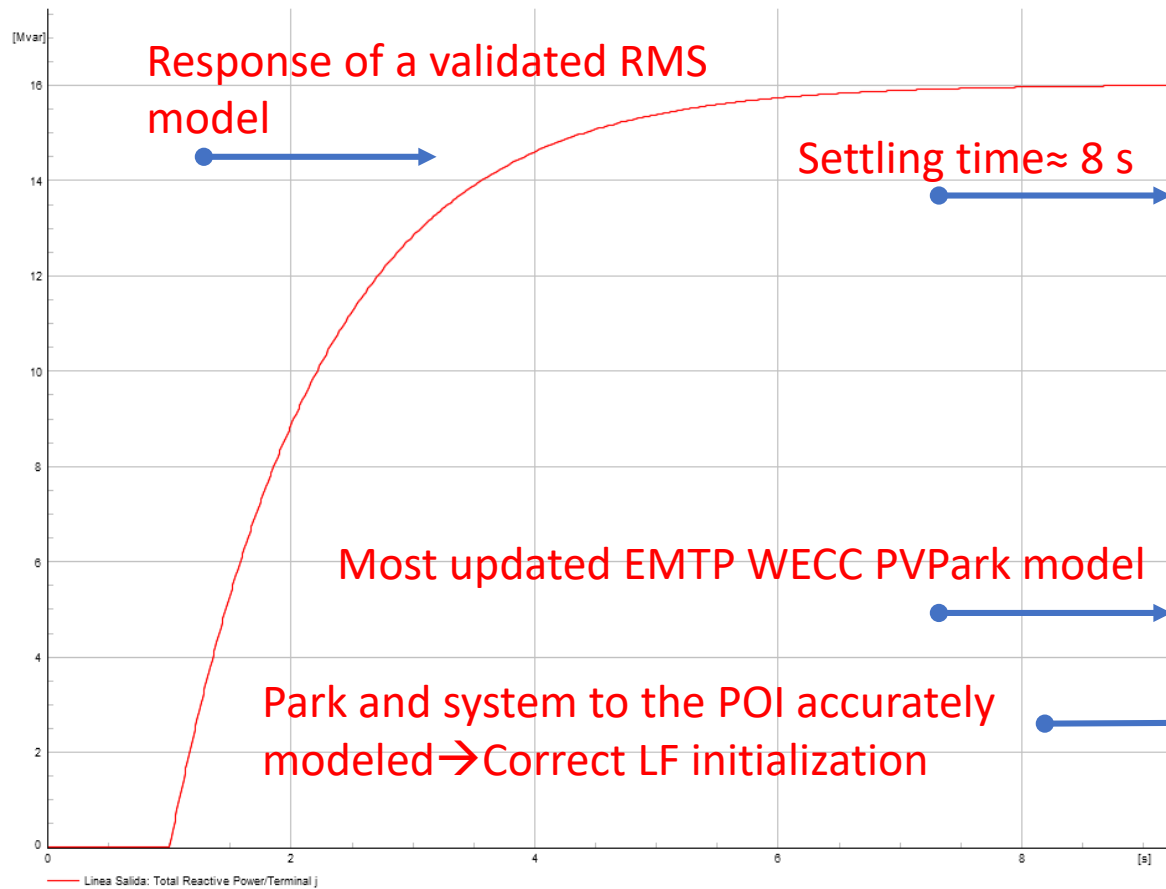 [Mvar]
Response of a validated RMS
model
16
Settling time≈ 8 s
14
12
10
8
6
Most updated EMTP WECC PVPark model
4
Park and system to the POI accurately
2
modeled→Correct LF initialization
0
0 2 4 6 8 [s]
Linea Salida: Total Reactive Power/Terminal j